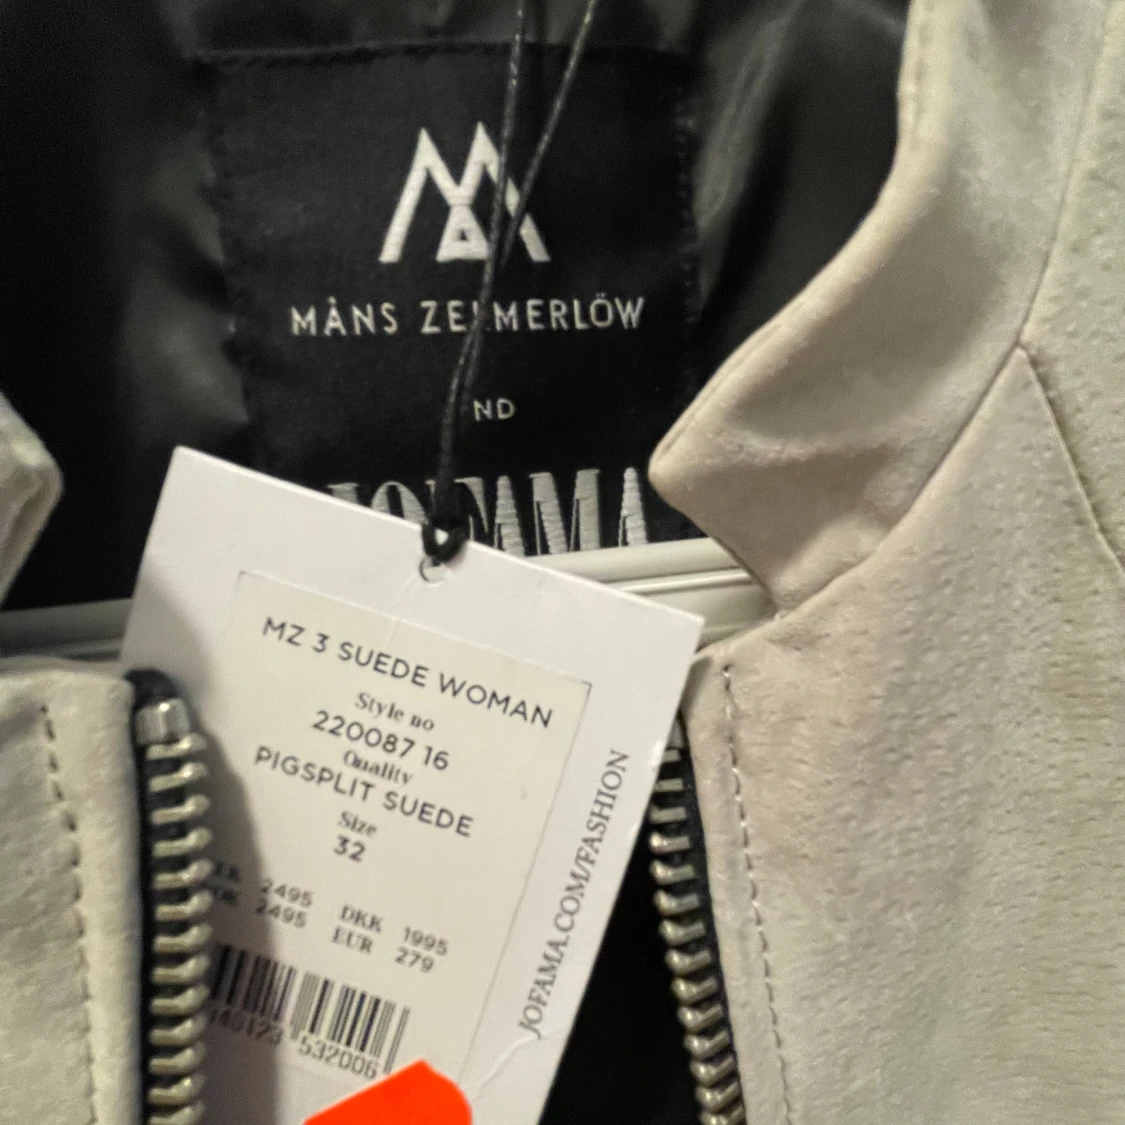 MÅNS ZELMERLÖW
ND
JOFAMA
MZ 3 SUEDE WOMAN
Style no
220087 16
Quality
PIGSPLIT SUEDE
Size
32
2495 DKK 1995
2495 EUR 279
532006
JOFAMA.COM/FASHION